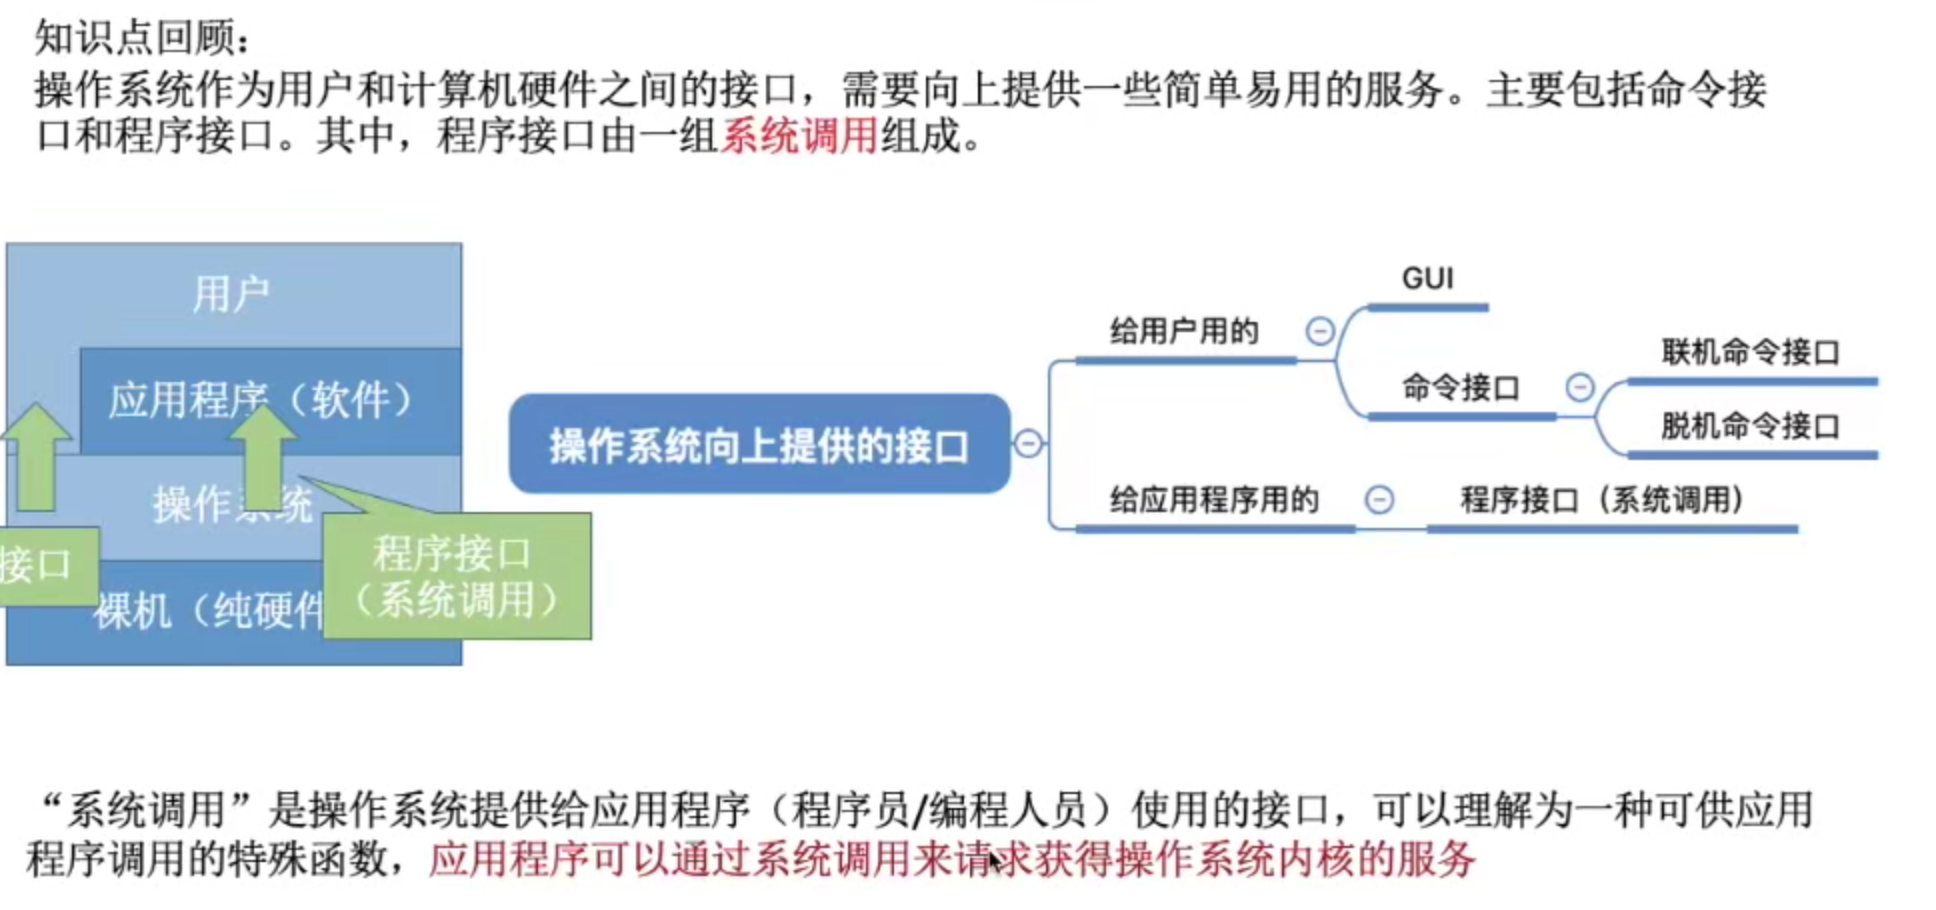 知识点回顾：
操作系统作为用户和计算机硬件之间的接口，需要向上提供一些简单易用的服务。主要包括命令接
口和程序接口。其中，程序接口由一组系统调用组成。
用户
应用程序（软件）
操作系统
接口
裸机（纯硬件
程序接口
（系统调用）
操作系统向上提供的接口
给用户用的
GUI
命令接口
联机命令接口
脱机命令接口
给应用程序用的
程序接口（系统调用）
“系统调用”是操作系统提供给应用程序（程序员/编程人员）使用的接口，可以理解为一种可供应用
程序调用的特殊函数，应用程序可以通过系统调用来请求获得操作系统内核的服务